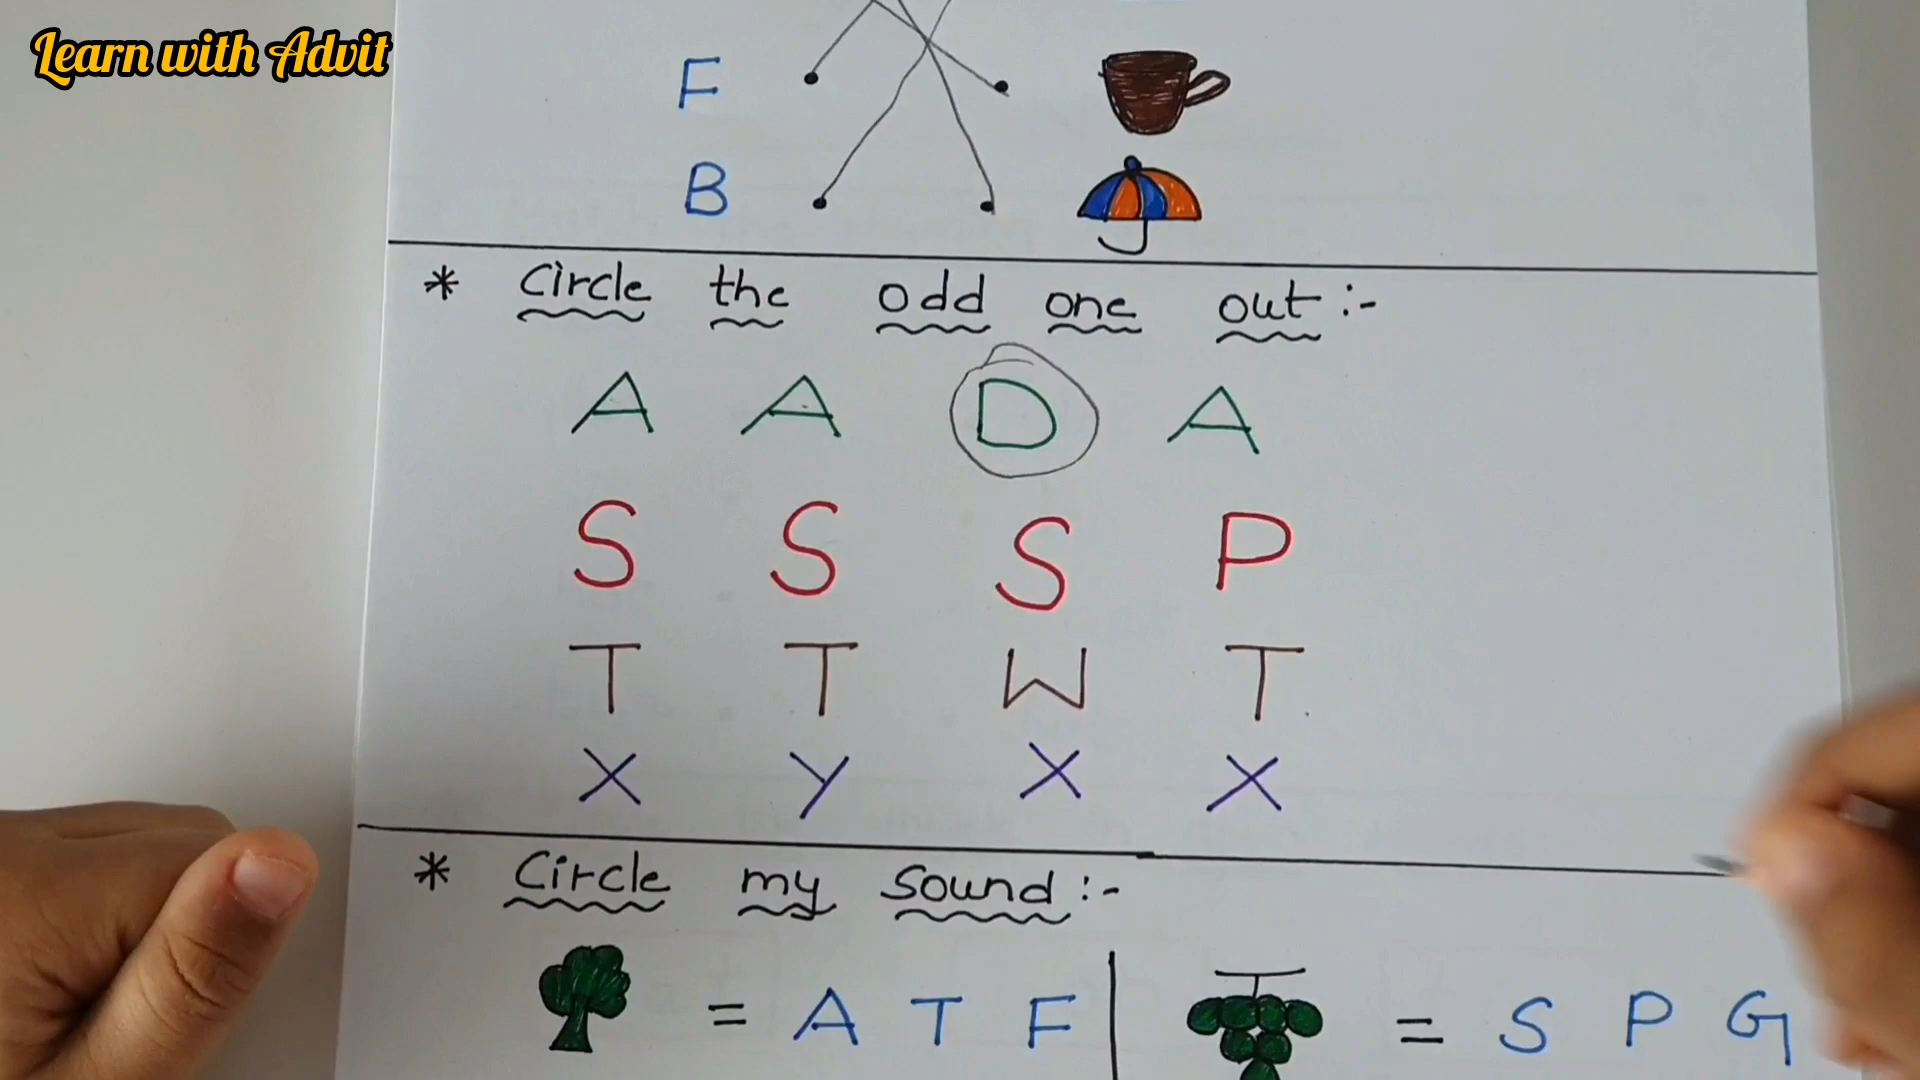 Learn with Advit
F
B
* Circle the odd one out :-
A A D A
S S S P
T T W T
X Y X X
* Circle my Sound :-
= A T F | = S P G